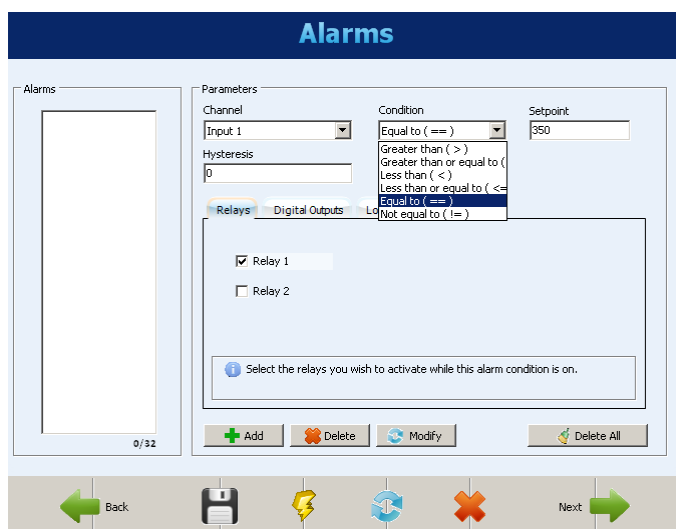 Alarms
Alarms
Parameters
Channel
Condition
Setpoint
Input 1
Equal to ( == )
350
Hysteresis
0
Greater than ( > )
Greater than or equal to (
Less than ( < )
Less than or equal to ( <=
Equal to ( == )
Not equal to ( != )
Relays
Digital Outputs
Lo
Relay 1
Relay 2
Select the relays you wish to activate while this alarm condition is on.
0/32
Add
Delete
Modify
Delete All
Back
Next